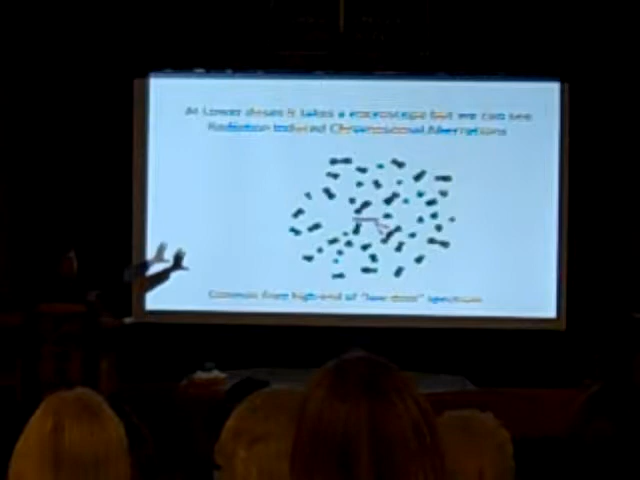 At Lower doses it takes a microscope but we can see
Radiation Induced Chromosomal Aberrations
Common from high end of "low dose" spectrum